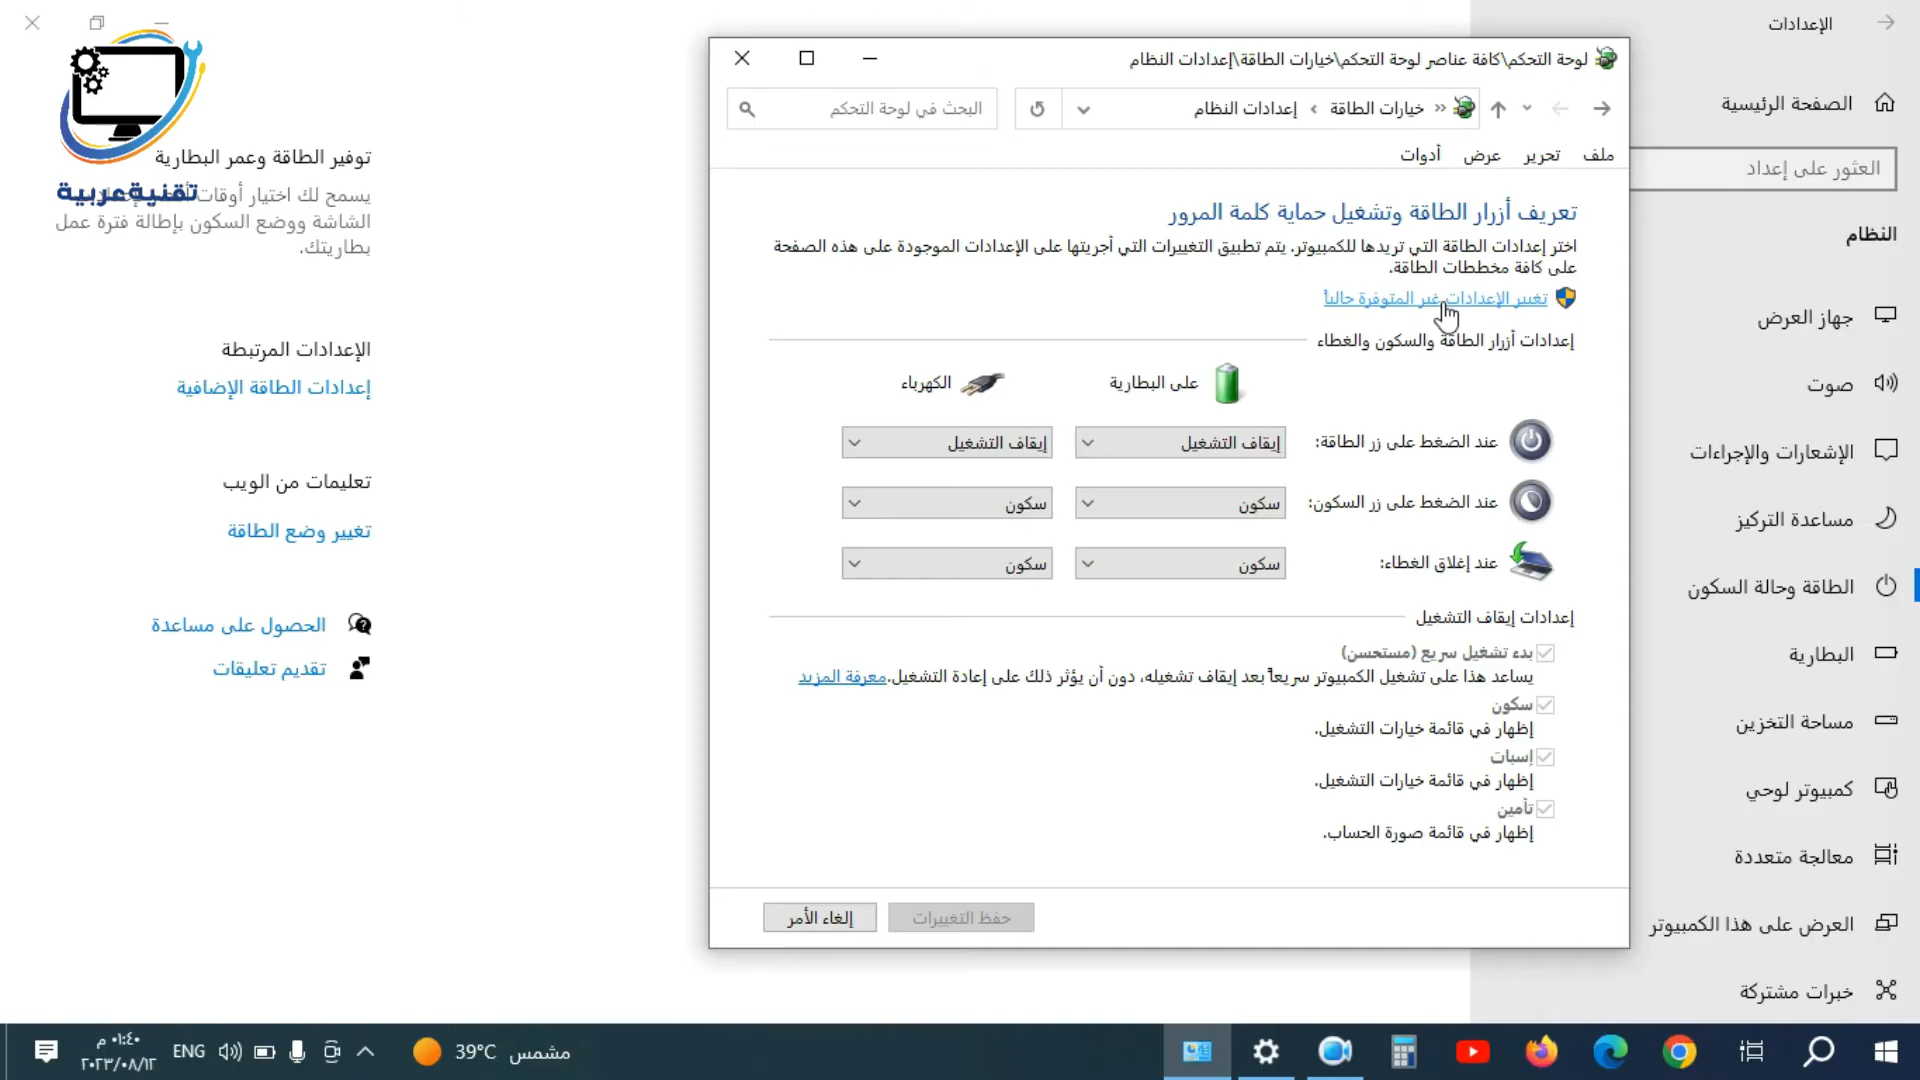 الإعدادات
الصفحة الرئيسية
العثور على إعداد
النظام
جهاز العرض
صوت
الإشعارات والإجراءات
مساعدة التركيز
الطاقة وحالة السكون
البطارية
مساحة التخزين
كمبيوتر لوحي
معالجة متعددة
العرض على هذا الكمبيوتر
خبرات مشتركة
لوحة التحكم\كافة عناصر لوحة التحكم\خيارات الطاقة\إعدادات النظام
خيارات الطاقة
إعدادات النظام
البحث في لوحة التحكم
ملف تحرير عرض أدوات
تعريف أزرار الطاقة وتشغيل حماية كلمة المرور
اختر إعدادات الطاقة التي تريدها للكمبيوتر. يتم تطبيق التغييرات التي أجريتها على الإعدادات الموجودة على هذه الصفحة
على كافة مخططات الطاقة.
تغيير الإعدادات غير المتوفرة حالياً
إعدادات أزرار الطاقة والسكون والغطاء
على البطارية
الكهرباء
عند الضغط على زر الطاقة: إيقاف التشغيل إيقاف التشغيل
عند الضغط على زر السكون: سكون سكون
عند إغلاق الغطاء: سكون سكون
إعدادات إيقاف التشغيل
بدء تشغيل سريع (مستحسن)
يساعد هذا على تشغيل الكمبيوتر سريعاً بعد إيقاف تشغيله، دون أن يؤثر ذلك على إعادة التشغيل. معرفة المزيد
سكون
إظهار في قائمة خيارات التشغيل.
إسبات
إظهار في قائمة خيارات التشغيل.
تأمين
إظهار في قائمة صورة الحساب.
حفظ التغييرات
إلغاء الأمر
توفير الطاقة وعمر البطارية
يسمح لك اختيار أوقات
الشاشة ووضع السكون بإطالة فترة عمل
بطاريتك.
تقنية عربية
الإعدادات المرتبطة
إعدادات الطاقة الإضافية
تعليمات من الويب
تغيير وضع الطاقة
الحصول على مساعدة
تقديم تعليقات
مشمس 39°C
ENG
٠١:٤٠ م
٢٠٢٣/٠٨/١٢